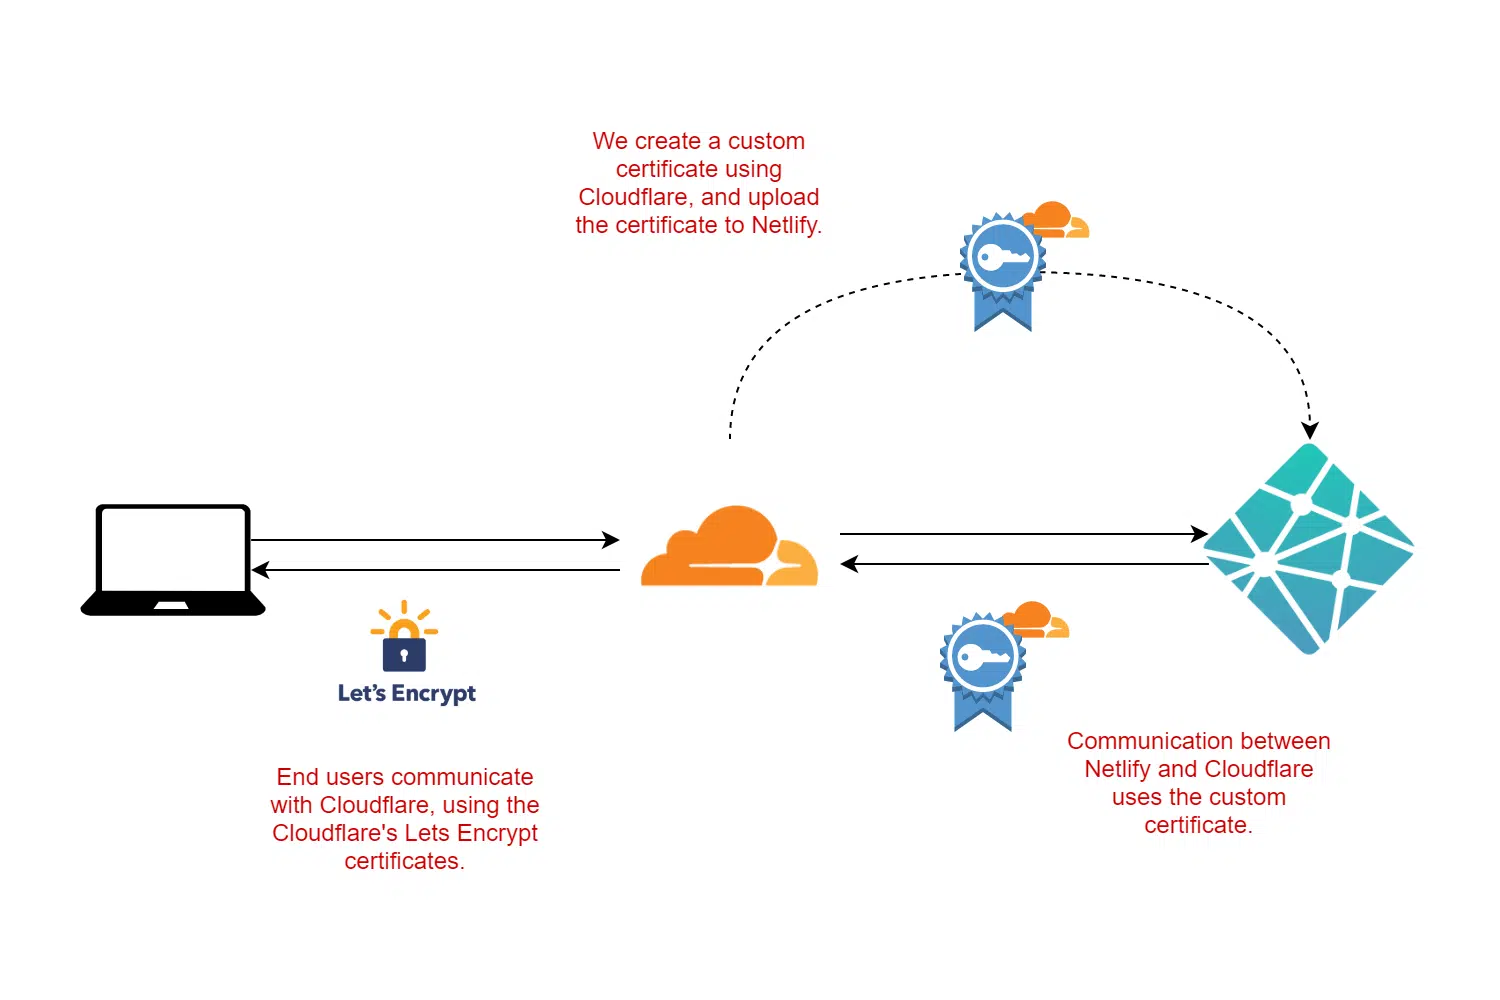 We create a custom
certificate using
Cloudflare, and upload
the certificate to Netlify.
Let's Encrypt
End users communicate
with Cloudflare, using the
Cloudflare's Lets Encrypt
certificates.
Communication between
Netlify and Cloudflare
uses the custom
certificate.